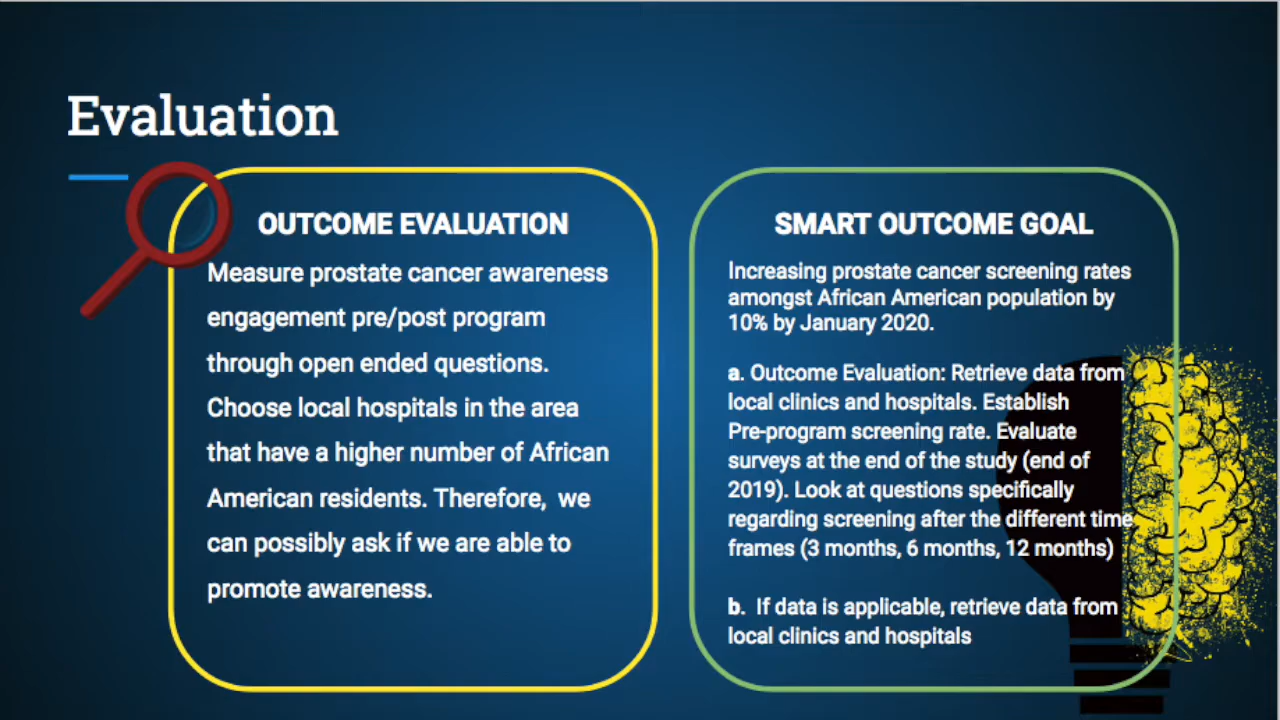 Evaluation
OUTCOME EVALUATION
Measure prostate cancer awareness
engagement pre/post program
through open ended questions.
Choose local hospitals in the area
that have a higher number of African
American residents. Therefore,  we
can possibly ask if we are able to
promote awareness.
SMART OUTCOME GOAL
Increasing prostate cancer screening rates
amongst African American population by
10% by January 2020.
a. Outcome Evaluation: Retrieve data from
local clinics and hospitals. Establish
Pre-program screening rate. Evaluate
surveys at the end of the study (end of
2019). Look at questions specifically
regarding screening after the different time
frames (3 months, 6 months, 12 months)
b.  If data is applicable, retrieve data from
local clinics and hospitals